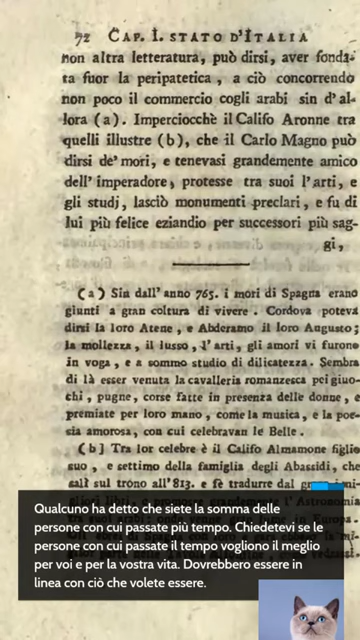 72 CAP. I. STATO D'ITALIA
non altra letteratura, può dirsi, aver fonda-
ta fuor la peripatetica, a ciò concorrendo
non poco il commercio cogli arabi sin d'al-
lora (a). Imperciocchè il Califo Aronne tra
quelli illustre (b), che il Carlo Magno può
dirsi de' mori, e tenevasi grandemente amico
dell' imperadore, protesse tra suoi l'arti, e
gli studj, lasciò monumenti preclari, e fu di
lui più felice eziandio per successori più sag-
gi,
(a) Sin dall' anno 765. i mori di Spagna erano
giunti a gran coltura di vivere. Cordova poteva
dirsi la loro Atene, e Abderamo il loro Augusto;
la mollezza, il lusso, l'arti, gli amori vi furono
in voga, e a sommo studio di dilicatezza. Sembra
di là esser venuta la cavalleria romanzesca pei giuo-
chi, pugne, corse fatte in presenza delle donne, e
premiate per loro mano, come la musica, e la poe-
sia amorosa, con cui celebravan le Belle.
(b] Tra lor celebre è il Califo Almamone figlio
suo, e settimo della famiglia degli Abassidi, che
salì sul trono all' 813. e fè tradurre dal
Qualcuno ha detto che siete la somma delle
persone con cui passate più tempo. Chiedetevi se le
persone con cui passate il tempo vogliono il meglio
per voi e per la vostra vita. Dovrebbero essere in
linea con ciò che volete essere.